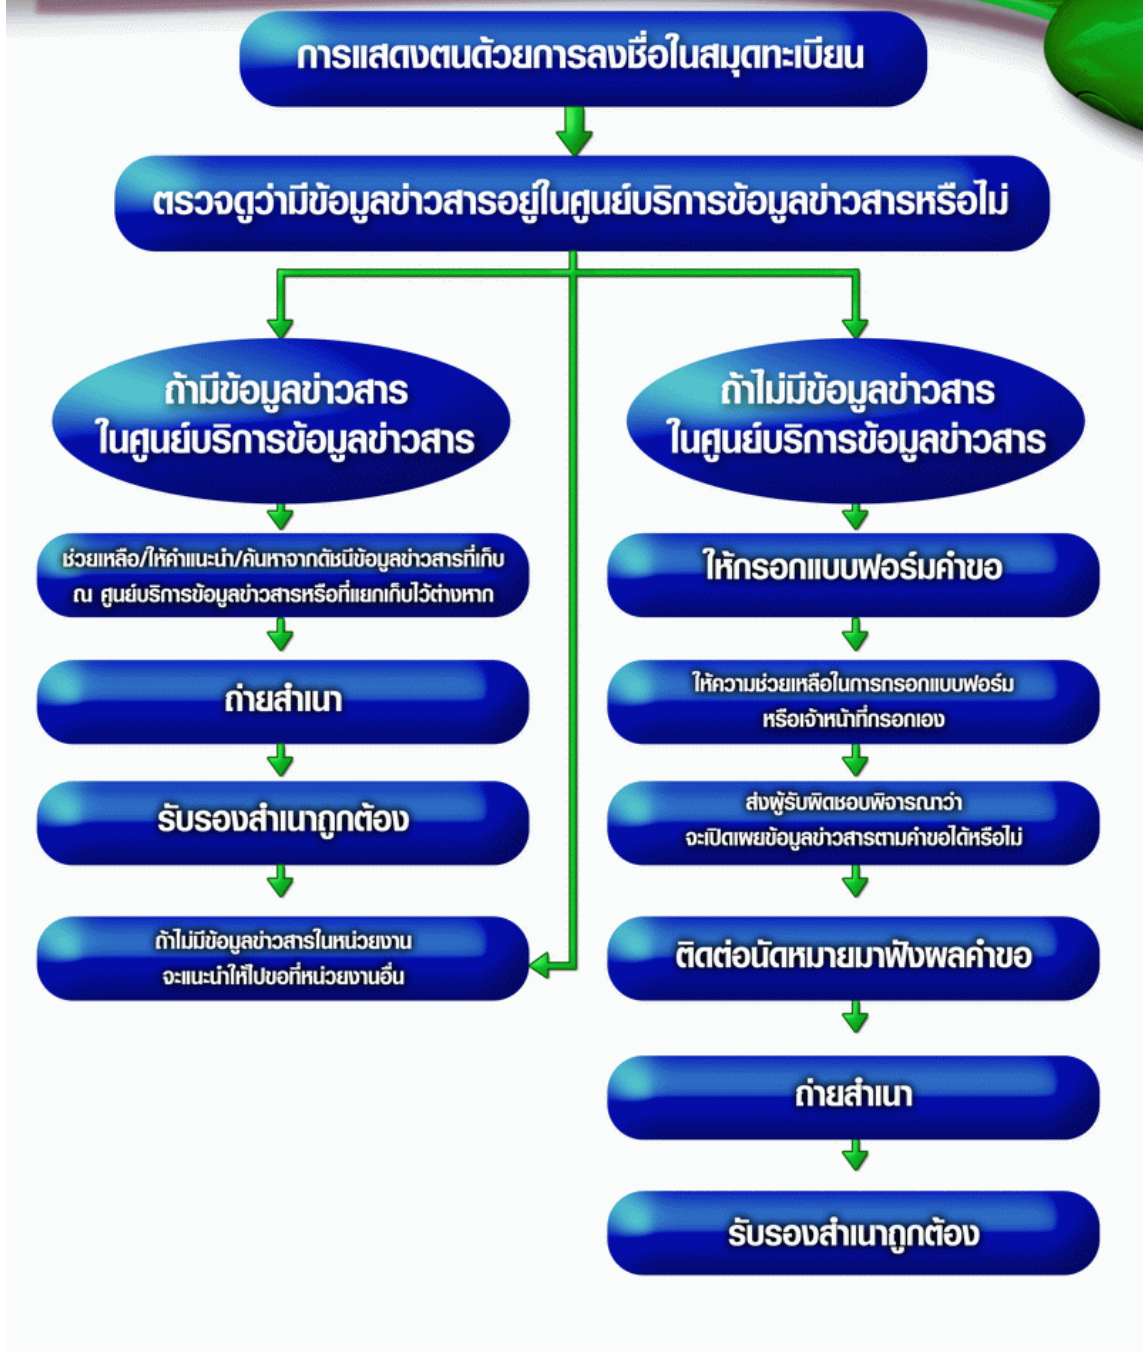 การแสดงตนด้วยการลงชื่อในสมุดทะเบียน
ตรวจดูว่ามีข้อมูลข่าวสารอยู่ในศูนย์บริการข้อมูลข่าวสารหรือไม่
ถ้ามีข้อมูลข่าวสาร
ในศูนย์บริการข้อมูลข่าวสาร
ช่วยเหลือ/ให้คำแนะนำ/ค้นหาจากดัชนีข้อมูลข่าวสารที่เก็บ
ณ ศูนย์บริการข้อมูลข่าวสารหรือที่แยกเก็บไว้ต่างหาก
ถ่ายสำเนา
รับรองสำเนาถูกต้อง
ถ้าไม่มีข้อมูลข่าวสารในหน่วยงาน
จะแนะนำให้ไปขอที่หน่วยงานอื่น
ถ้าไม่มีข้อมูลข่าวสาร
ในศูนย์บริการข้อมูลข่าวสาร
ให้กรอกแบบฟอร์มคำขอ
ให้ความช่วยเหลือในการกรอกแบบฟอร์ม
หรือเจ้าหน้าที่กรอกเอง
ส่งผู้รับผิดชอบพิจารณาว่า
จะเปิดเผยข้อมูลข่าวสารตามคำขอได้หรือไม่
ติดต่อนัดหมายมาฟังผลคำขอ
ถ่ายสำเนา
รับรองสำเนาถูกต้อง